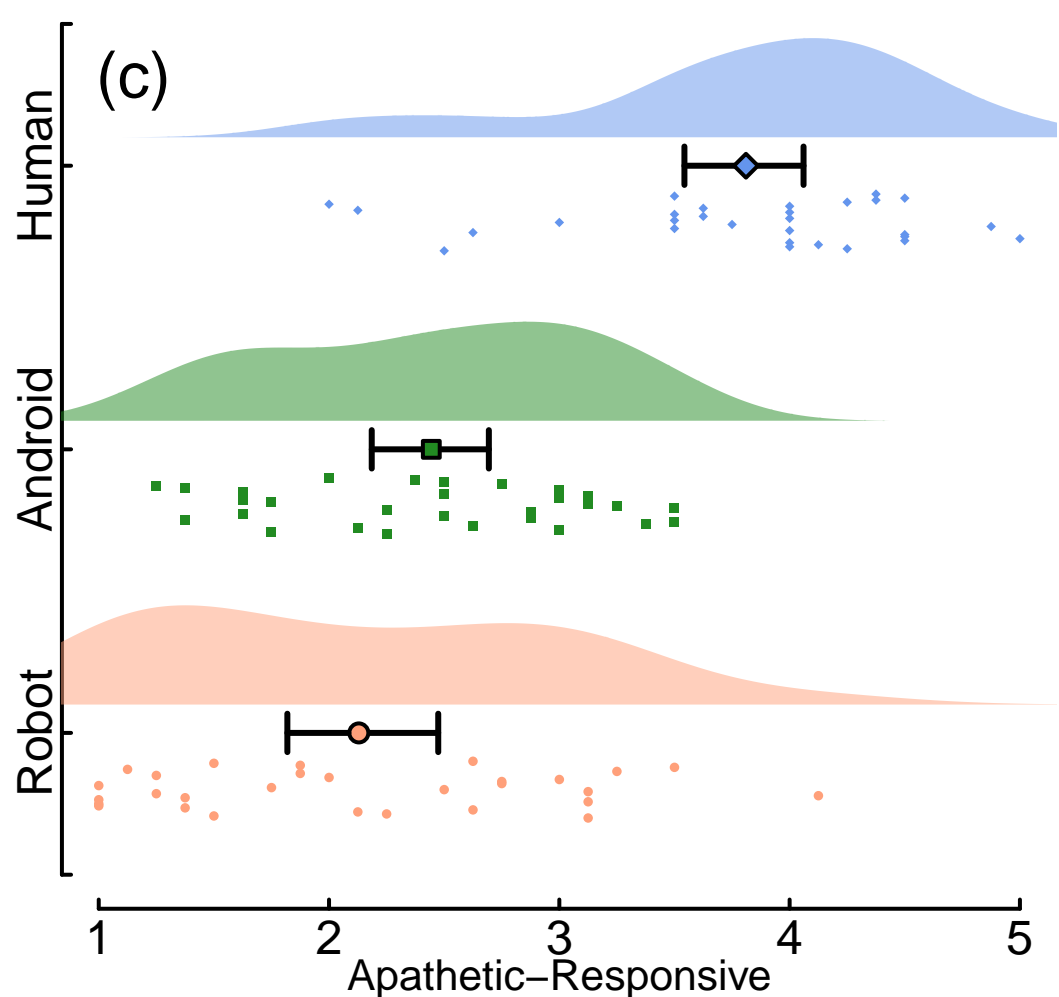 (c)
Human
Android
Robot
1 2 3 4 5
Apathetic−Responsive